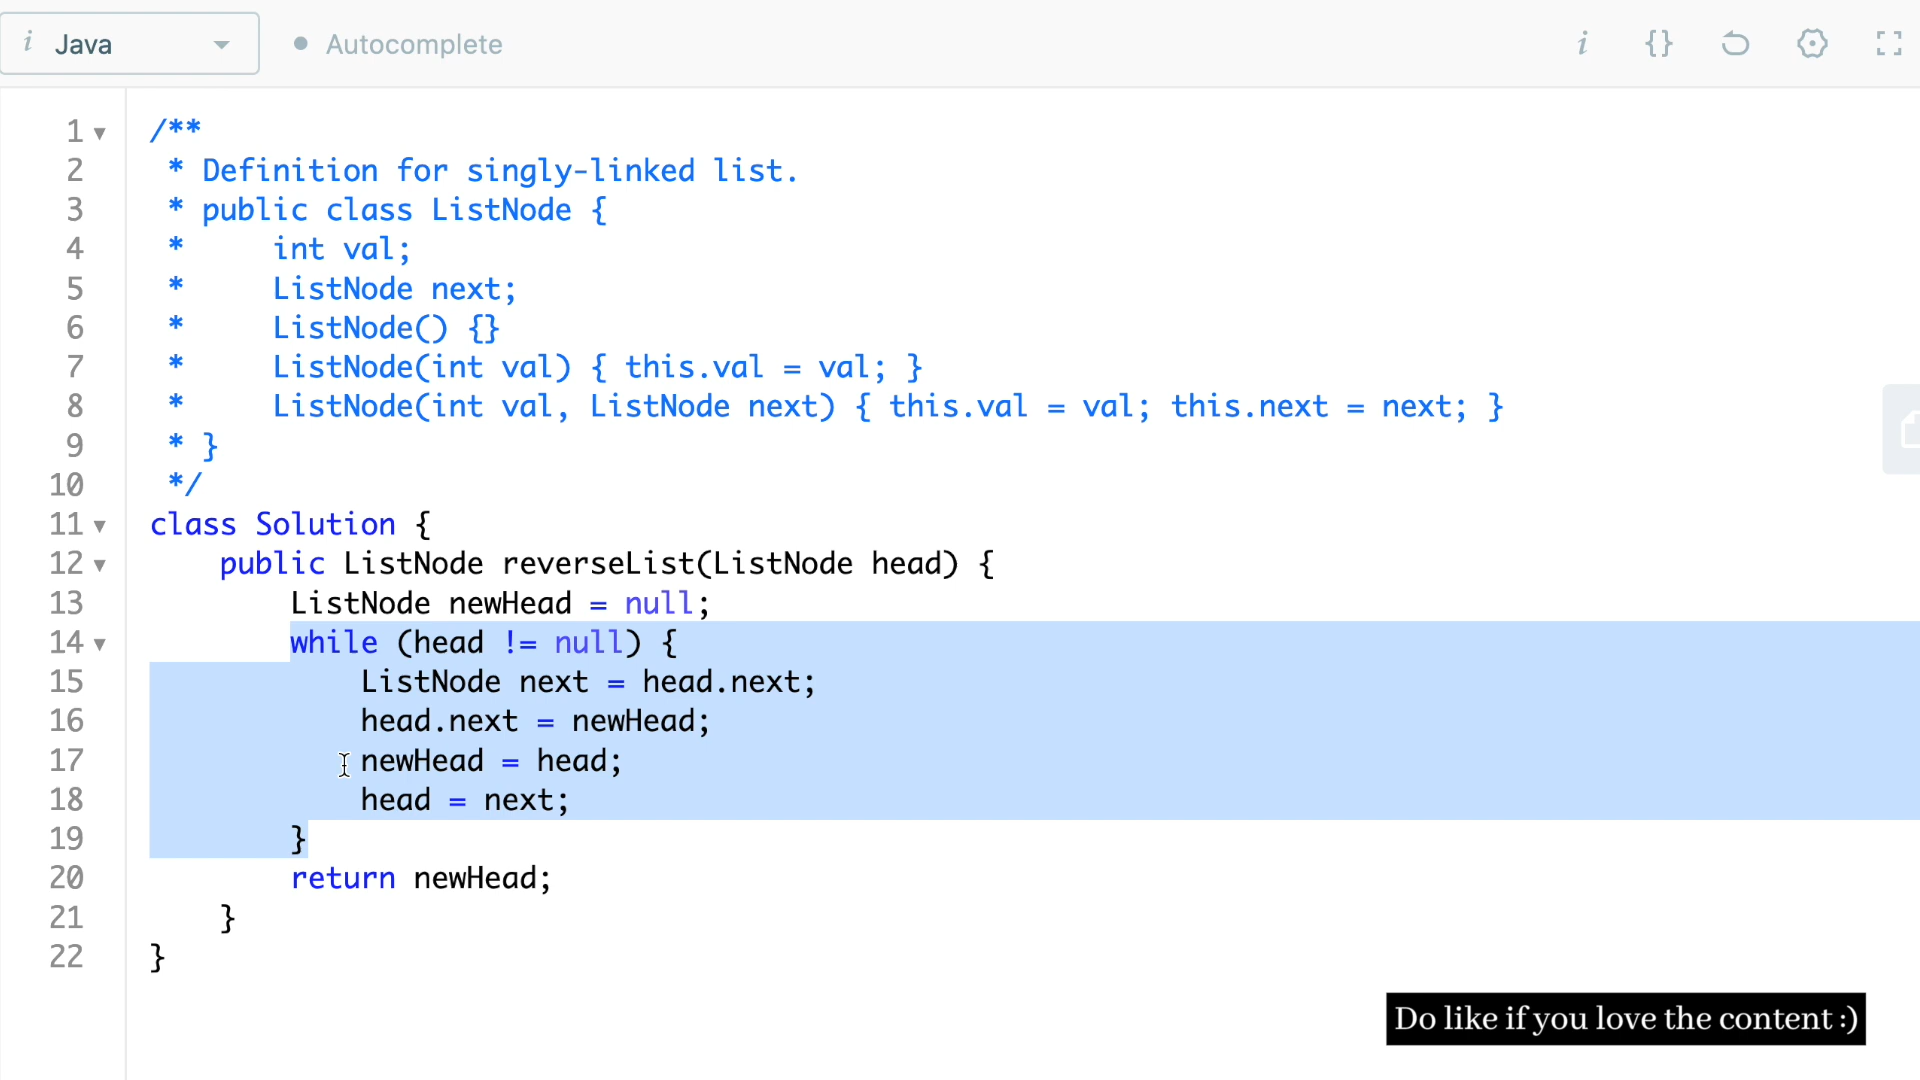 i Java
Autocomplete
i {}
1 /**
2  * Definition for singly-linked list.
3  * public class ListNode {
4  *     int val;
5  *     ListNode next;
6  *     ListNode() {}
7  *     ListNode(int val) { this.val = val; }
8  *     ListNode(int val, ListNode next) { this.val = val; this.next = next; }
9  * }
10  */
11 class Solution {
12     public ListNode reverseList(ListNode head) {
13         ListNode newHead = null;
14         while (head != null) {
15             ListNode next = head.next;
16             head.next = newHead;
17             newHead = head;
18             head = next;
19         }
20         return newHead;
21     }
22 }
Do like if you love the content :)